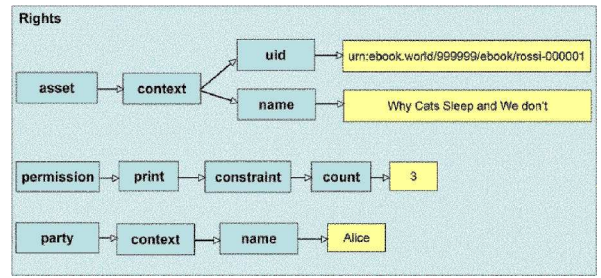 Rights
uid
urn:ebook.world/999999/ebook/rossi-000001
asset
context
name
Why Cats Sleep and We don't
permission
print
constraint
count
3
party
context
name
Alice